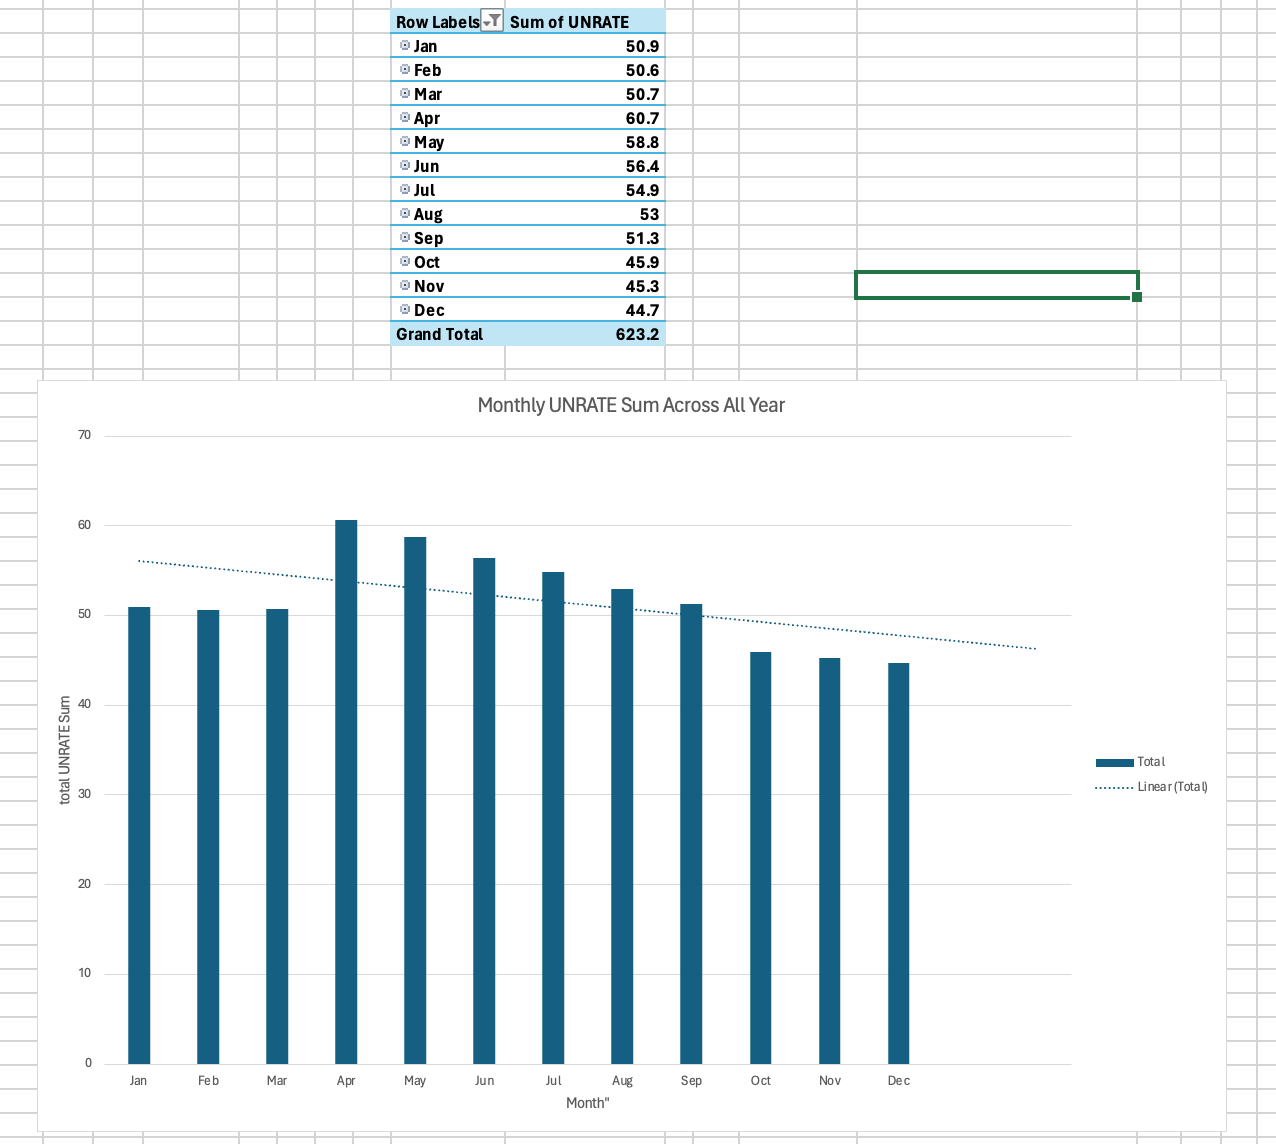 Row Labels Sum of UNRATE
Jan 50.9
Feb 50.6
Mar 50.7
Apr 60.7
May 58.8
Jun 56.4
Jul 54.9
Aug 53
Sep 51.3
Oct 45.9
Nov 45.3
Dec 44.7
Grand Total 623.2
Monthly UNRATE Sum Across All Year
70
60
50
40
30
20
10
0
total UNRATE Sum
Jan Feb Mar Apr May Jun Jul Aug Sep Oct Nov Dec
Month"
Total
Linear (Total)